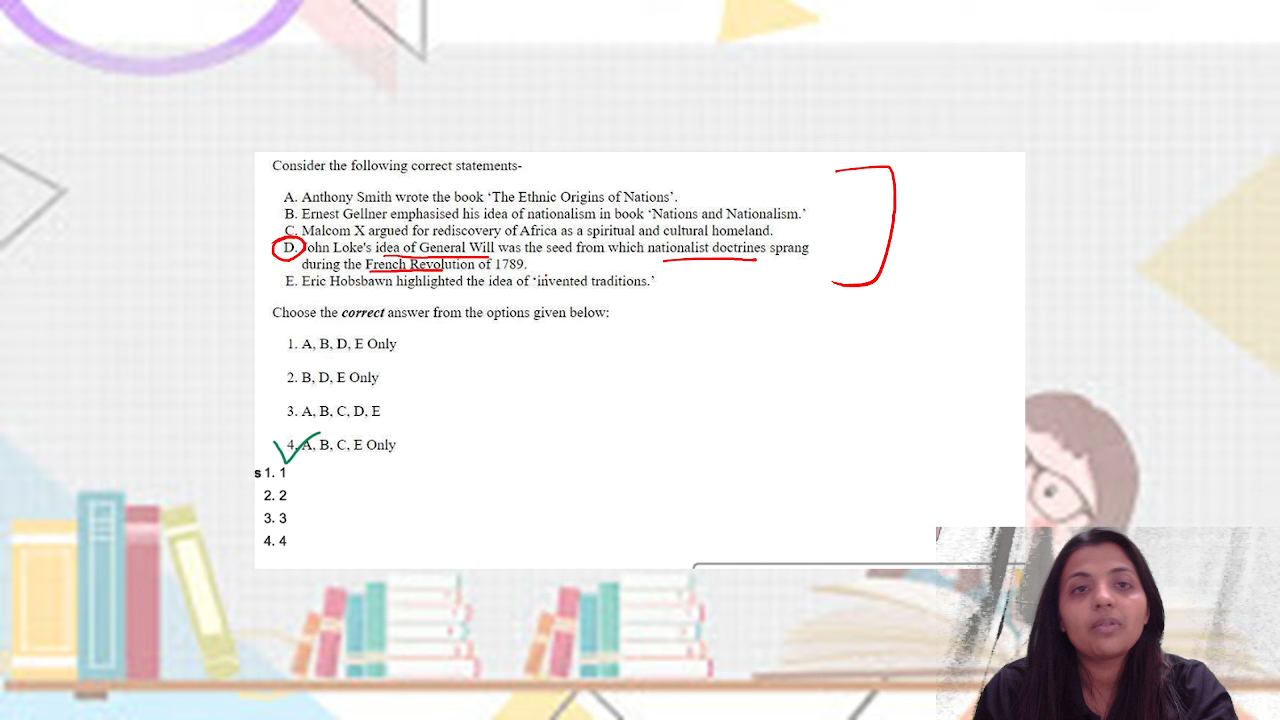 Consider the following correct statements-
A. Anthony Smith wrote the book ‘The Ethnic Origins of Nations’.
B. Ernest Gellner emphasised his idea of nationalism in book ‘Nations and Nationalism.’
C. Malcom X argued for rediscovery of Africa as a spiritual and cultural homeland.
D. John Loke's idea of General Will was the seed from which nationalist doctrines sprang
during the French Revolution of 1789.
E. Eric Hobsbawn highlighted the idea of ‘invented traditions.’
Choose the correct answer from the options given below:
1. A, B, D, E Only
2. B, D, E Only
3. A, B, C, D, E
4. A, B, C, E Only
s 1. 1
2. 2
3. 3
4. 4